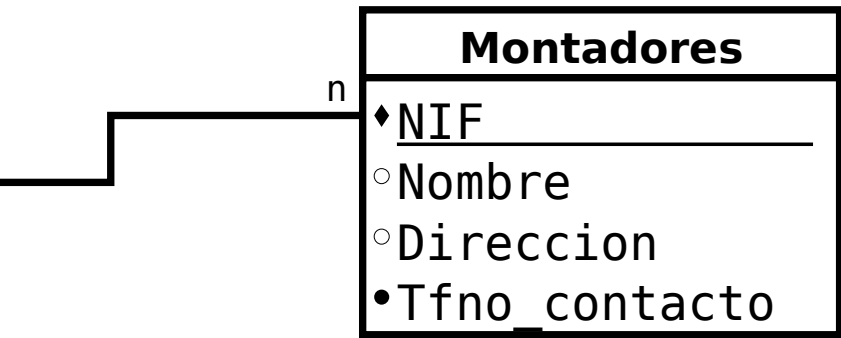 Montadores
n
NIF
Nombre
Direccion
Tfno_contacto